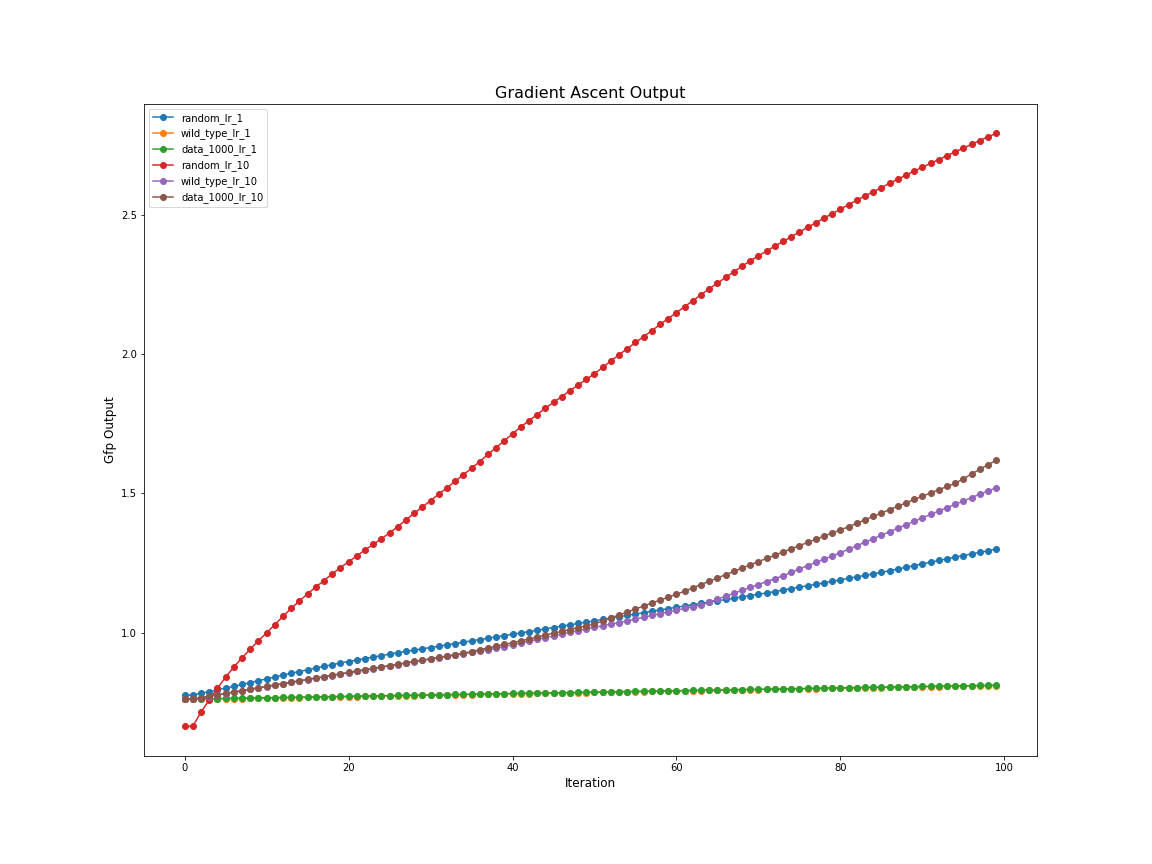 Gradient Ascent Output
random_lr_1
wild_type_lr_1
data_1000_lr_1
random_lr_10
wild_type_lr_10
data_1000_lr_10
2.5
2.0
1.5
1.0
Gfp Output
0 20 40 60 80 100
Iteration